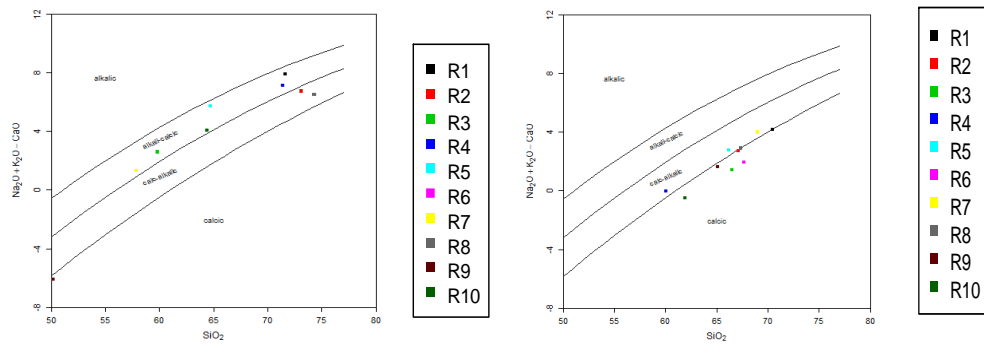 12
8
4
0
-4
-8
Na₂O + K₂O − CaO
alkalic
alkali-calcic
calc-alkalic
calcic
50
55
60
65
70
75
80
SiO₂
R1
R2
R3
R4
R5
R6
R7
R8
R9
R10
12
8
4
0
-4
-8
Na₂O + K₂O − CaO
alkalic
alkali-calcic
calc-alkalic
calcic
50
55
60
65
70
75
80
SiO₂
R1
R2
R3
R4
R5
R6
R7
R8
R9
R10